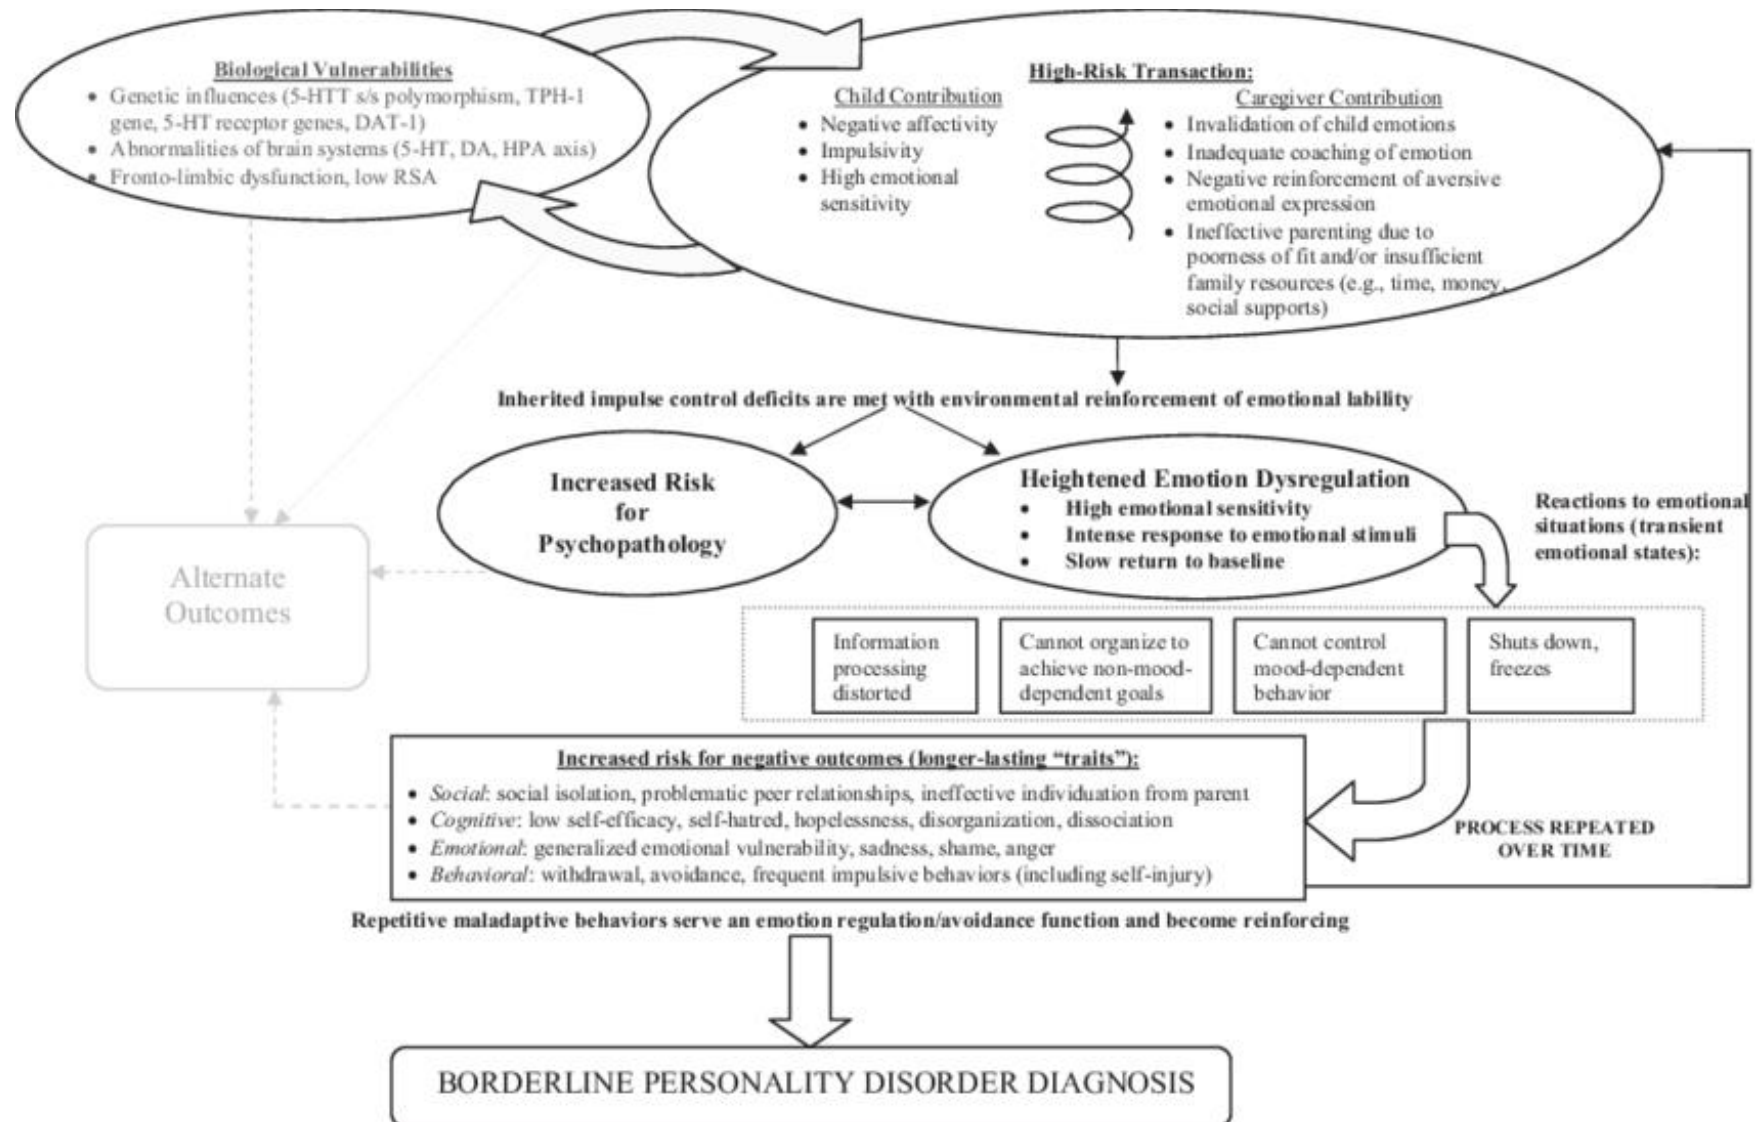 Biological Vulnerabilities
• Genetic influences (5-HTT s/s polymorphism, TPH-1
gene, 5-HT receptor genes, DAT-1)
• Abnormalities of brain systems (5-HT, DA, HPA axis)
• Fronto-limbic dysfunction, low RSA
High-Risk Transaction:
Child Contribution
• Negative affectivity
• Impulsivity
• High emotional
sensitivity
Caregiver Contribution
• Invalidation of child emotions
• Inadequate coaching of emotion
• Negative reinforcement of aversive
emotional expression
• Ineffective parenting due to
poorness of fit and/or insufficient
family resources (e.g., time, money,
social supports)
Inherited impulse control deficits are met with environmental reinforcement of emotional lability
Increased Risk
for
Psychopathology
Heightened Emotion Dysregulation
• High emotional sensitivity
• Intense response to emotional stimuli
• Slow return to baseline
Reactions to emotional
situations (transient
emotional states):
Alternate
Outcomes
Information
processing
distorted
Cannot organize to
achieve non-mood-
dependent goals
Cannot control
mood-dependent
behavior
Shuts down,
freezes
Increased risk for negative outcomes (longer-lasting “traits”):
• Social: social isolation, problematic peer relationships, ineffective individuation from parent
• Cognitive: low self-efficacy, self-hatred, hopelessness, disorganization, dissociation
• Emotional: generalized emotional vulnerability, sadness, shame, anger
• Behavioral: withdrawal, avoidance, frequent impulsive behaviors (including self-injury)
PROCESS REPEATED
OVER TIME
Repetitive maladaptive behaviors serve an emotion regulation/avoidance function and become reinforcing
BORDERLINE PERSONALITY DISORDER DIAGNOSIS